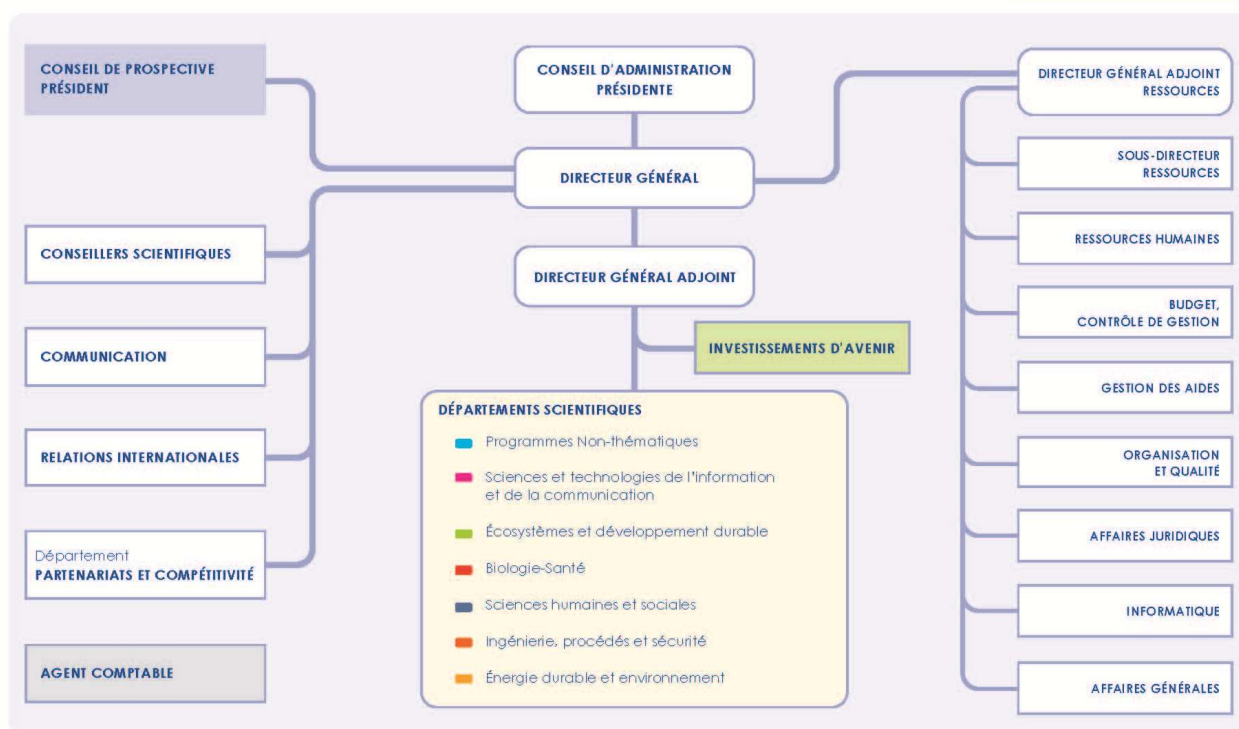 CONSEIL DE PROSPECTIVE
PRÉSIDENT
CONSEILLERS SCIENTIFIQUES
COMMUNICATION
RELATIONS INTERNATIONALES
Département
PARTENARIATS ET COMPÉTITIVITÉ
AGENT COMPTABLE
CONSEIL D'ADMINISTRATION
PRÉSIDENTE
DIRECTEUR GÉNÉRAL
DIRECTEUR GÉNÉRAL ADJOINT
INVESTISSEMENTS D'AVENIR
DÉPARTEMENTS SCIENTIFIQUES
Programmes Non-thématiques
Sciences et technologies de l'information
et de la communication
Écosystèmes et développement durable
Biologie-Santé
Sciences humaines et sociales
Ingénierie, procédés et sécurité
Énergie durable et environnement
DIRECTEUR GÉNÉRAL ADJOINT
RESSOURCES
SOUS-DIRECTEUR
RESSOURCES
RESSOURCES HUMAINES
BUDGET,
CONTRÔLE DE GESTION
GESTION DES AIDES
ORGANISATION
ET QUALITÉ
AFFAIRES JURIDIQUES
INFORMATIQUE
AFFAIRES GÉNÉRALES